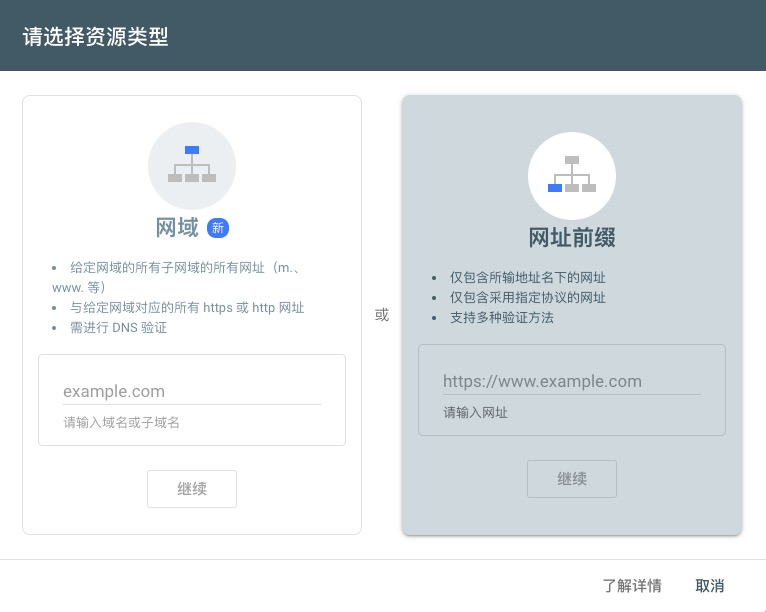 请选择资源类型
网域 新
• 给定网域的所有子网域的所有网址（m.、
www. 等）
• 与给定网域对应的所有 https 或 http 网址
• 需进行 DNS 验证
example.com
请输入域名或子域名
继续
或
网址前缀
• 仅包含所输地址名下的网址
• 仅包含采用指定协议的网址
• 支持多种验证方法
https://www.example.com
请输入网址
继续
了解详情
取消